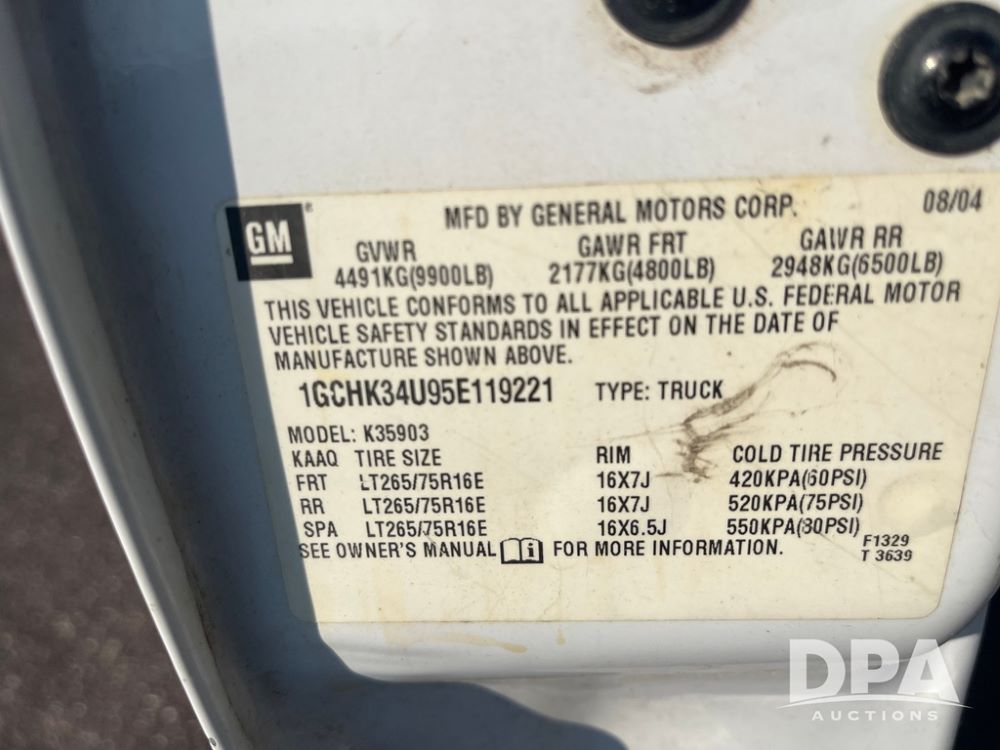 GM
MFD BY GENERAL MOTORS CORP. 08/04
GVWR GAWR FRT GAWR RR
4491KG(9900LB) 2177KG(4800LB) 2948KG(6500LB)
THIS VEHICLE CONFORMS TO ALL APPLICABLE U.S. FEDERAL MOTOR
VEHICLE SAFETY STANDARDS IN EFFECT ON THE DATE OF
MANUFACTURE SHOWN ABOVE.
1GCHK34U95E119221 TYPE: TRUCK
MODEL: K35903
KAAQ TIRE SIZE RIM COLD TIRE PRESSURE
FRT LT265/75R16E 16X7J 420KPA(60PSI)
RR LT265/75R16E 16X7J 520KPA(75PSI)
SPA LT265/75R16E 16X6.5J 550KPA(80PSI)
SEE OWNER'S MANUAL FOR MORE INFORMATION. F1329
T 3639
DPA
AUCTIONS